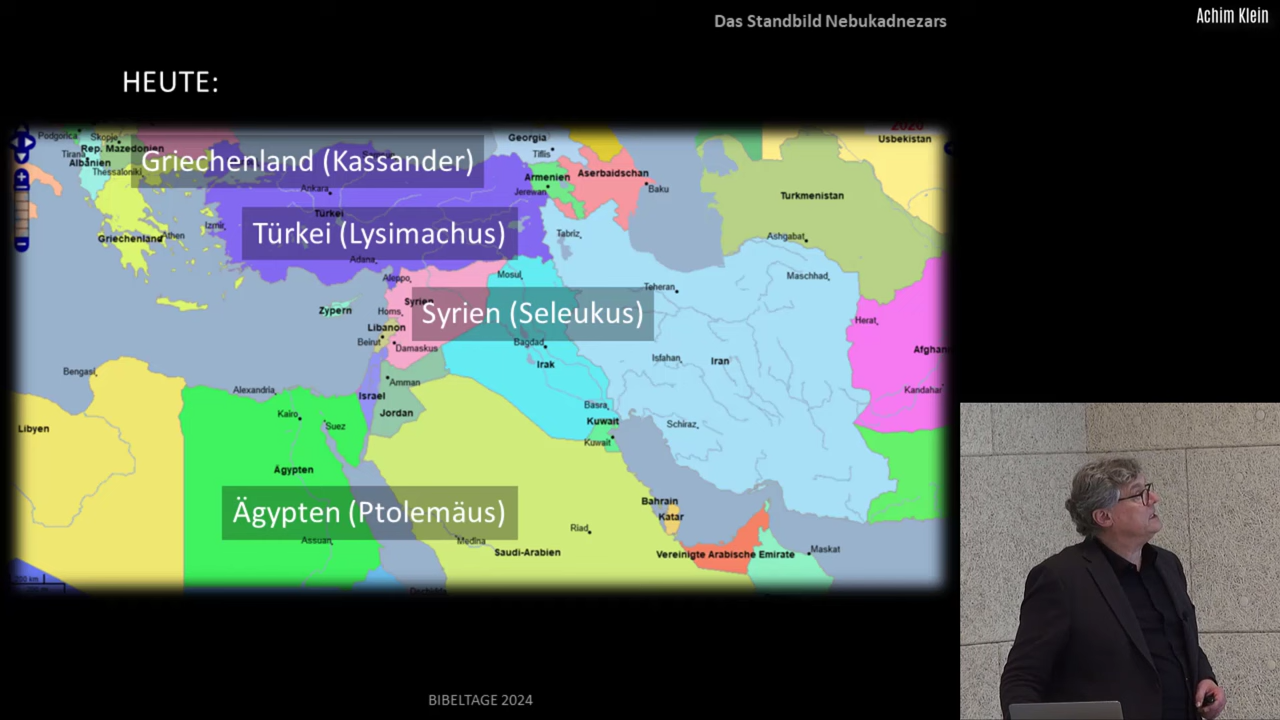 Das Standbild Nebukadnezars
Achim Klein
HEUTE:
2020
Podgorica
Skopje
Rep. Mazedonien
Tirana
Albanien
Thessaloniki
Griechenland (Kassander)
Georgia
Tiflis
Usbekistan
Armenien
Aserbaidschan
Jerewan
Baku
Ankara
Turkmenistan
Türkei
Izmir
Griechenland
Athen
Türkei (Lysimachus)
Tabriz
Ashgabat
Adana
Aleppo
Mosul
Maschhad
Teheran
Syrien
Zypern
Homs
Syrien (Seleukus)
Herat
Libanon
Beirut
Damaskus
Bagdad
Irak
Isfahan
Iran
Afghan
Bengasi
Amman
Alexandria
Israel
Kandahar
Kairo
Jordan
Basra
Suez
Kuwait
Schiraz
Libyen
Kuwait
Ägypten
Bahrain
Katar
Ägypten (Ptolemäus)
Riad
Assuan
Medina
Saudi-Arabien
Vereinigte Arabische Emirate
Maskat
BIBELTAGE 2024